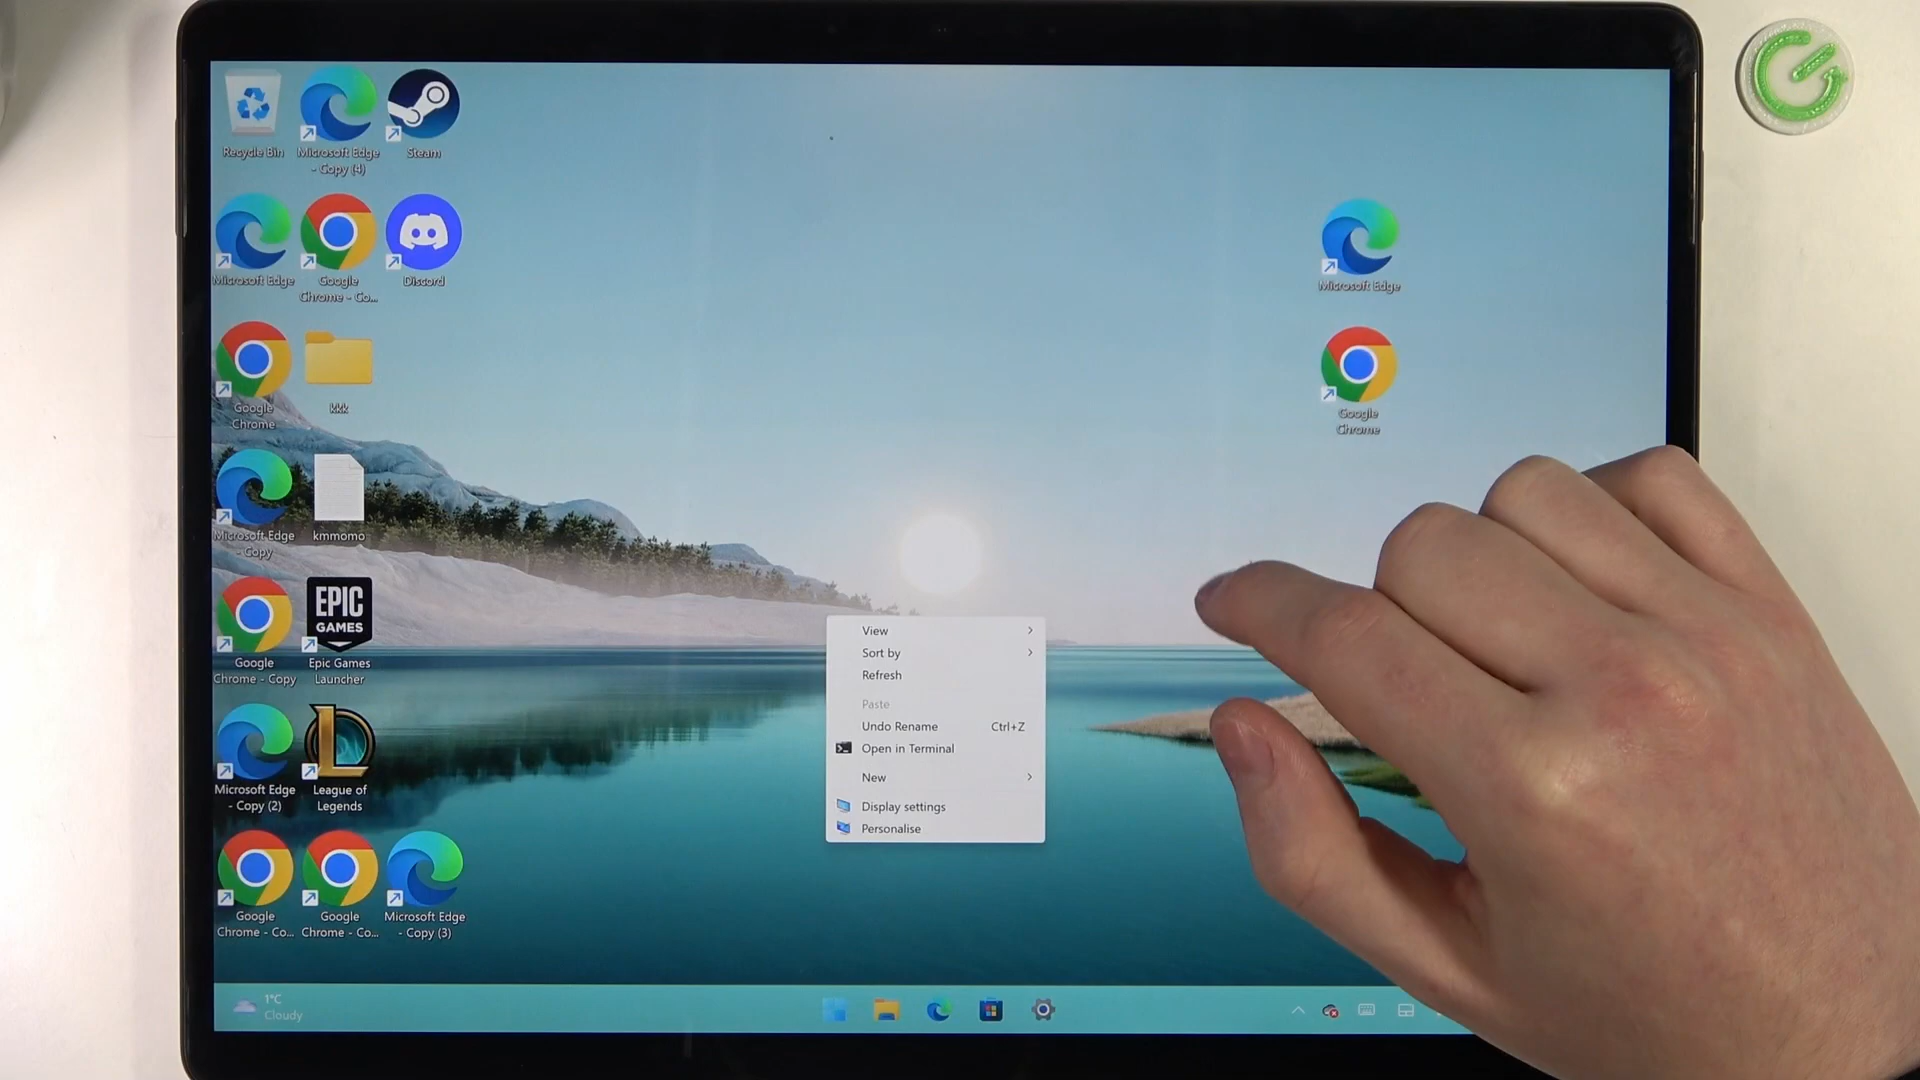 Recycle Bin
Microsoft Edge
- Copy (4)
Steam
Microsoft Edge
Google
Chrome - Co...
Discord
Microsoft Edge
Google
Chrome
kkk
Google
Chrome
Microsoft Edge
- Copy
kmmomo
Google
Chrome - Copy
EPIC
GAMES
Epic Games
Launcher
Microsoft Edge
- Copy (2)
League of
Legends
Google
Chrome - Co...
Google
Chrome - Co...
Microsoft Edge
- Copy (3)
View
Sort by
Refresh
Paste
Undo Rename Ctrl+Z
Open in Terminal
New
Display settings
Personalise
1°C
Cloudy